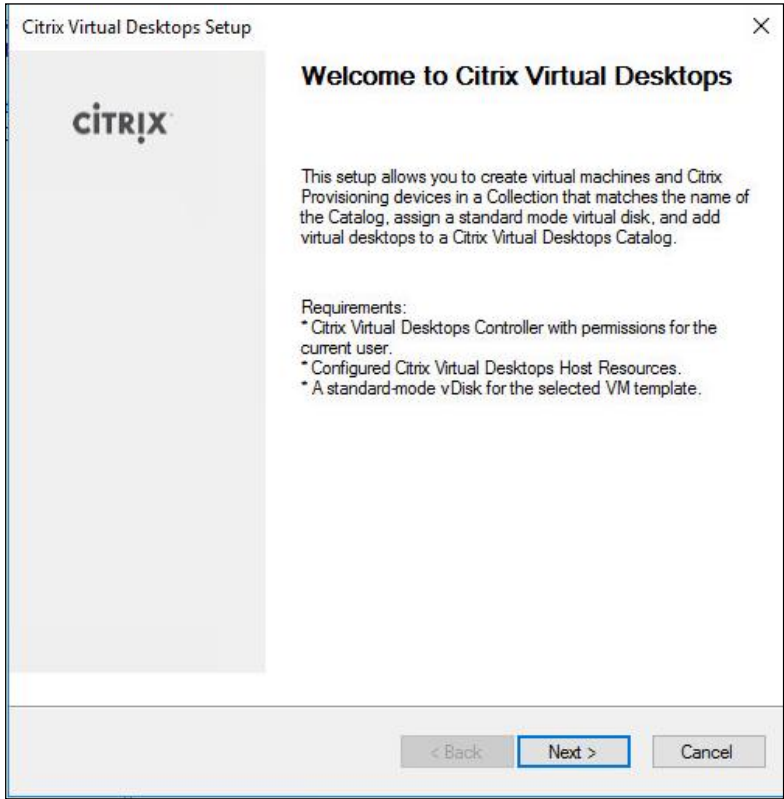 Citrix Virtual Desktops Setup
Welcome to Citrix Virtual Desktops
CİTRỊX
This setup allows you to create virtual machines and Citrix
Provisioning devices in a Collection that matches the name of
the Catalog, assign a standard mode virtual disk, and add
virtual desktops to a Citrix Virtual Desktops Catalog.
Requirements:
* Citrix Virtual Desktops Controller with permissions for the
current user.
* Configured Citrix Virtual Desktops Host Resources.
* A standard-mode vDisk for the selected VM template.
< Back
Next >
Cancel